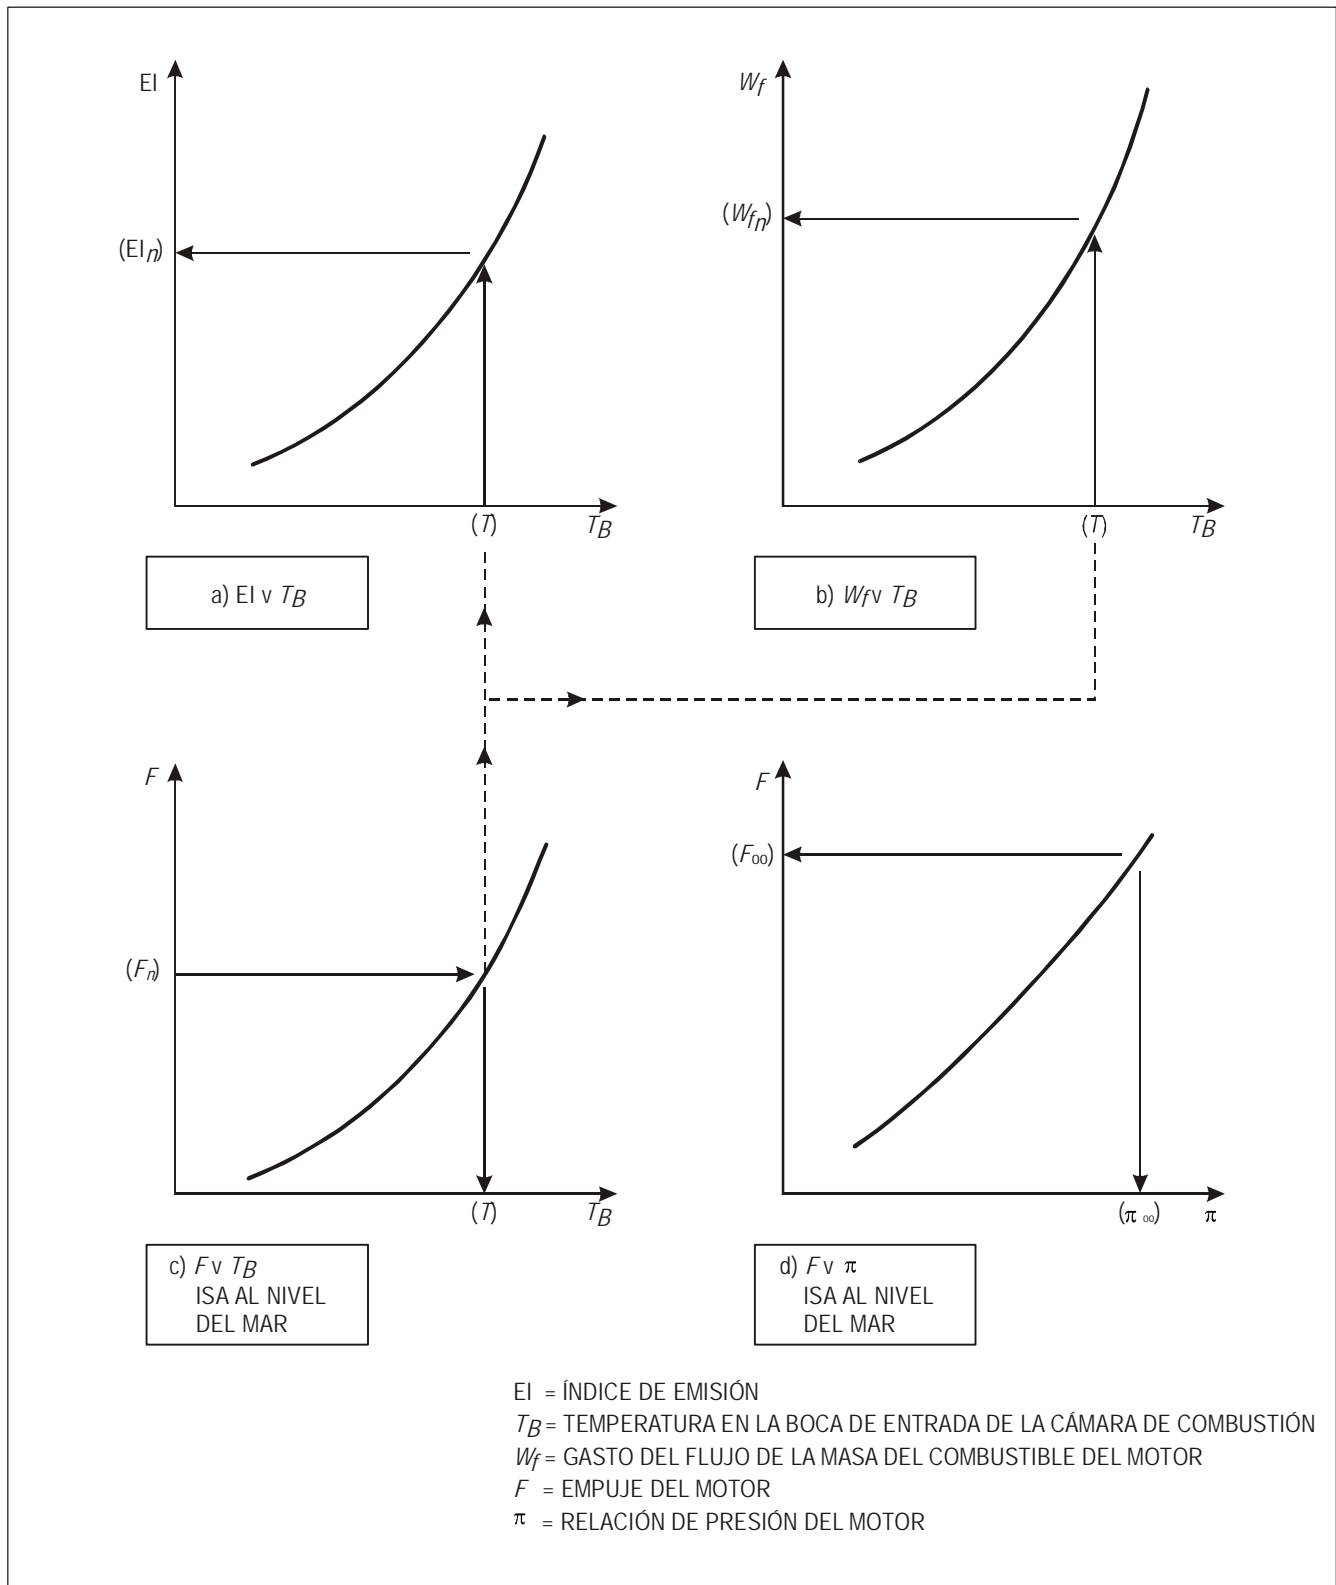 EI
(EIn)
(T)
TB
a) EI v TB
Wf
(Wfn)
(T)
TB
b) Wf v TB
F
(Fn)
(T)
TB
c) F v TB
ISA AL NIVEL
DEL MAR
F
(Foo)
(πoo)
π
d) F v π
ISA AL NIVEL
DEL MAR
EI = ÍNDICE DE EMISIÓN
TB = TEMPERATURA EN LA BOCA DE ENTRADA DE LA CÁMARA DE COMBUSTIÓN
Wf = GASTO DEL FLUJO DE LA MASA DEL COMBUSTIBLE DEL MOTOR
F = EMPUJE DEL MOTOR
π = RELACIÓN DE PRESIÓN DEL MOTOR